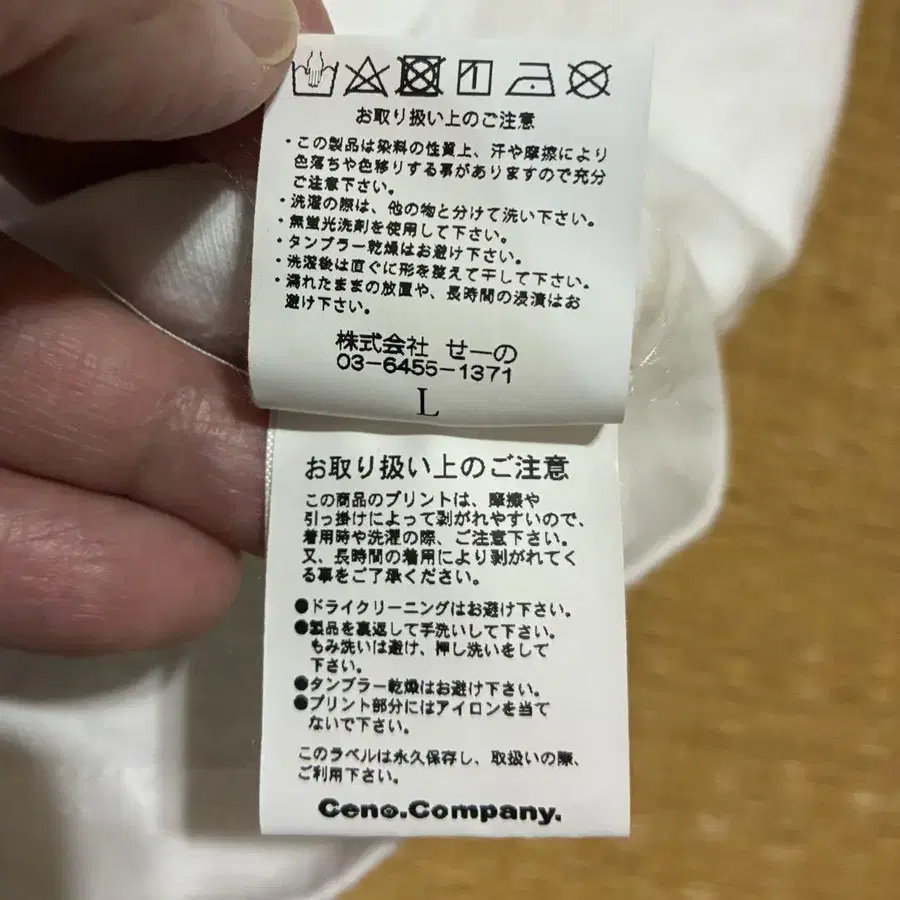 お取り扱い上のご注意
・この製品は染料の性質上、汗や摩擦により
色落ちや色移りする事がありますので充分
ご注意下さい。
・洗濯の際は、他の物と分けて洗い下さい。
・無蛍光洗剤を使用して下さい。
・タンブラー乾燥はお避け下さい。
・洗濯後は直ぐに形を整えて干して下さい。
・濡れたままの放置や、長時間の浸漬はお
避け下さい。
株式会社 せーの
03-6455-1371
L
お取り扱い上のご注意
この商品のプリントは、摩擦や
引っ掛けによって剥がれやすいので、
着用時や洗濯の際、ご注意下さい。
又、長時間の着用により剥がれてく
る事をご了承ください。
●ドライクリーニングはお避け下さい。
●製品を裏返して手洗いして下さい。
もみ洗いは避け、押し洗いをして
下さい。
●タンブラー乾燥はお避け下さい。
●プリント部分にはアイロンを当て
ないで下さい。
このラベルは永久保存し、取扱いの際、
ご利用下さい。
Ceno.Company.